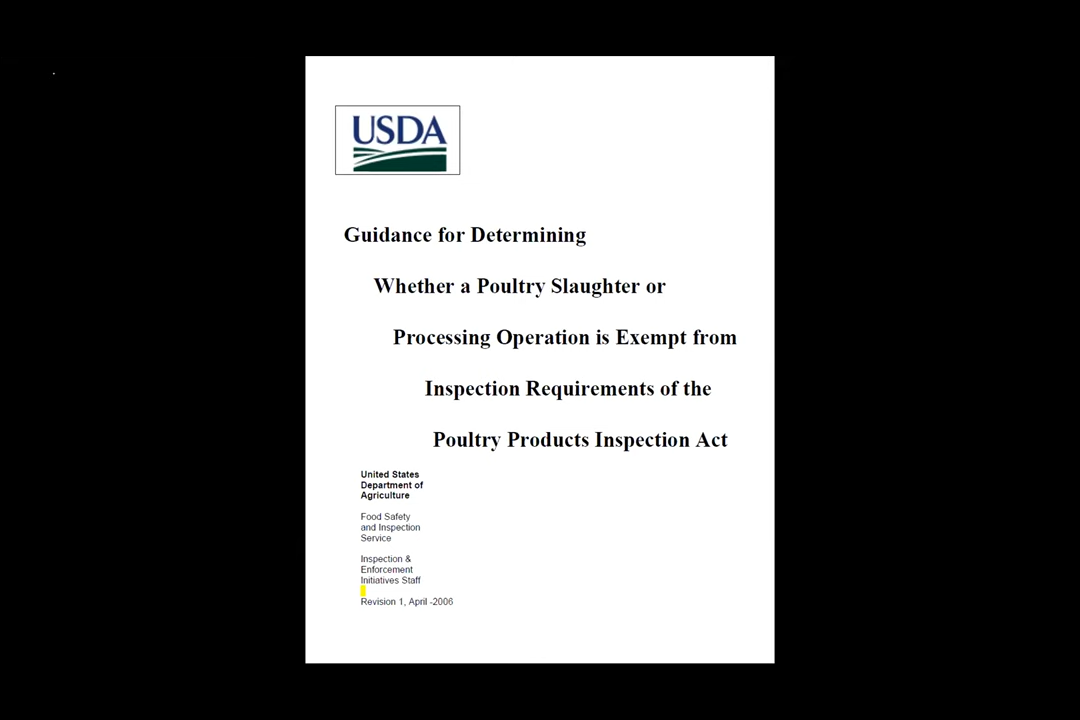 USDA
Guidance for Determining
Whether a Poultry Slaughter or
Processing Operation is Exempt from
Inspection Requirements of the
Poultry Products Inspection Act
United States
Department of
Agriculture
Food Safety
and Inspection
Service
Inspection &
Enforcement
Initiatives Staff
Revision 1, April -2006